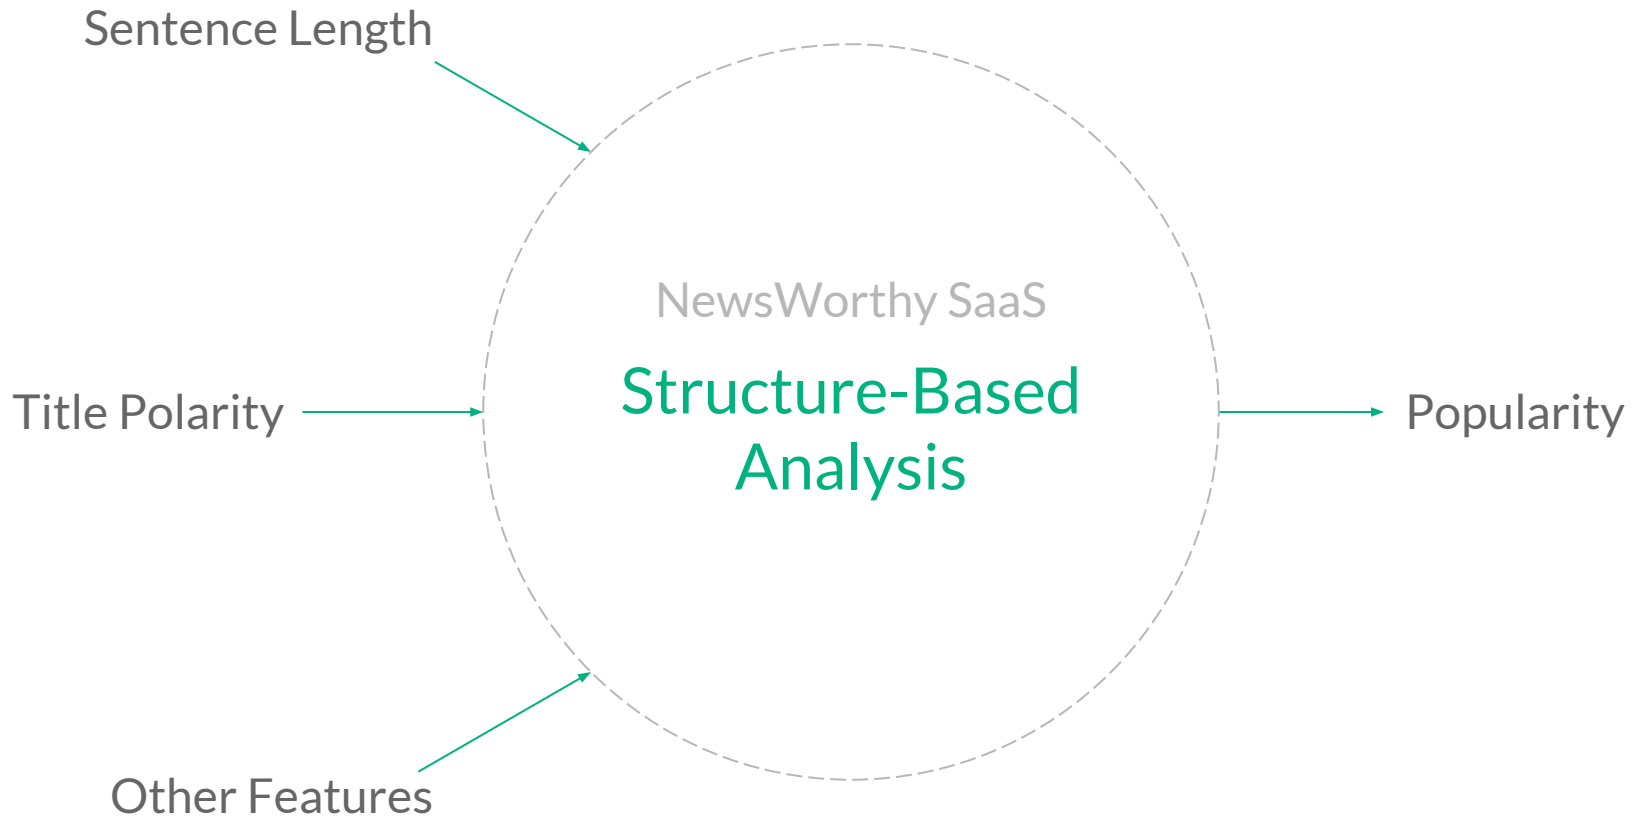 Sentence Length
NewsWorthy SaaS
Structure-Based
Analysis
Title Polarity
Popularity
Other Features